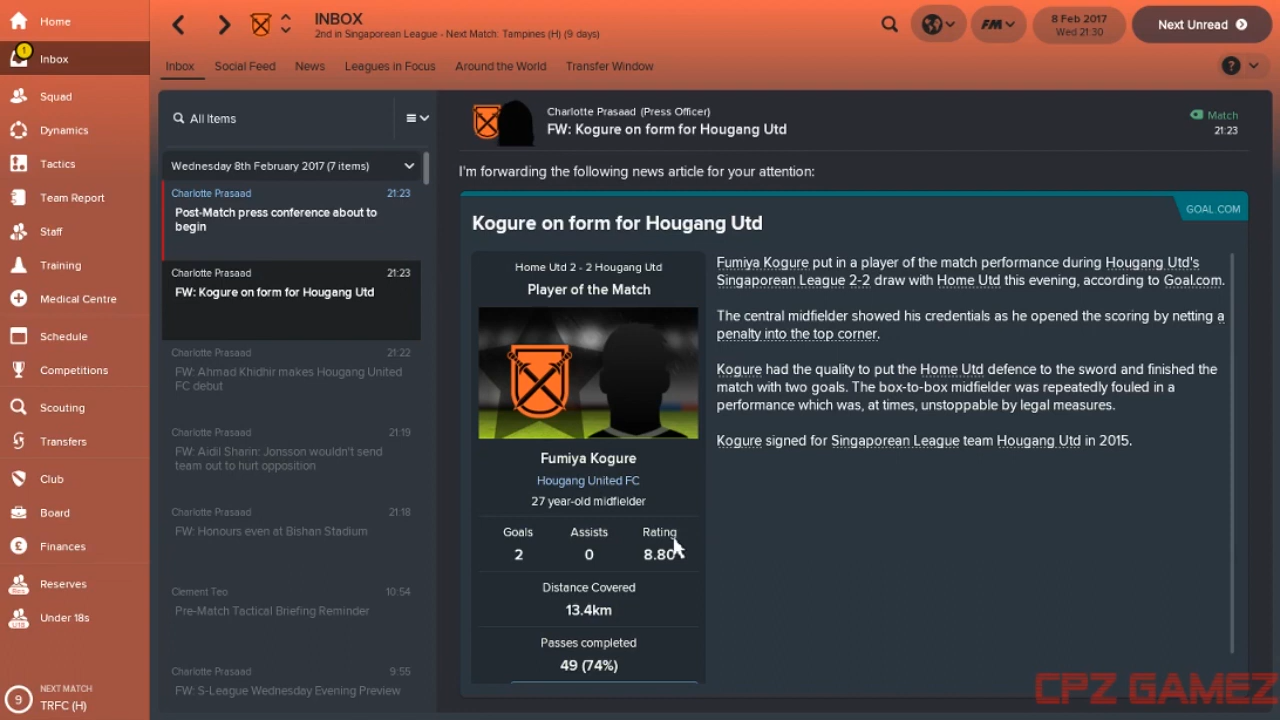 Home
Inbox
1
Squad
Dynamics
Tactics
Team Report
Staff
Training
Medical Centre
Schedule
Competitions
Scouting
Transfers
Club
Board
Finances
Reserves
Under 18s
9
NEXT MATCH
TRFC (H)
INBOX
2nd in Singaporean League - Next Match: Tampines (H) (9 days)
FM
8 Feb 2017
Wed 21:30
Next Unread
Inbox
Social Feed
News
Leagues in Focus
Around the World
Transfer Window
?
All Items
Wednesday 8th February 2017 (7 items)
Charlotte Prasaad 21:23
Post-Match press conference about to
begin
Charlotte Prasaad 21:23
FW: Kogure on form for Hougang Utd
Charlotte Prasaad 21:22
FW: Ahmad Khidhir makes Hougang United
FC debut
Charlotte Prasaad 21:19
FW: Aidil Sharin: Jonsson wouldn't send
team out to hurt opposition
Charlotte Prasaad 21:18
FW: Honours even at Bishan Stadium
Clement Teo 10:54
Pre-Match Tactical Briefing Reminder
Charlotte Prasaad 9:55
FW: S-League Wednesday Evening Preview
Charlotte Prasaad (Press Officer)
FW: Kogure on form for Hougang Utd
Match
21:23
I'm forwarding the following news article for your attention:
GOAL.COM
Kogure on form for Hougang Utd
Home Utd 2 - 2 Hougang Utd
Player of the Match
Fumiya Kogure
Hougang United FC
27 year-old midfielder
Goals Assists Rating
2 0 8.80
Distance Covered
13.4km
Passes completed
49 (74%)
Fumiya Kogure put in a player of the match performance during Hougang Utd's
Singaporean League 2-2 draw with Home Utd this evening, according to Goal.com.
The central midfielder showed his credentials as he opened the scoring by netting a
penalty into the top corner.
Kogure had the quality to put the Home Utd defence to the sword and finished the
match with two goals. The box-to-box midfielder was repeatedly fouled in a
performance which was, at times, unstoppable by legal measures.
Kogure signed for Singaporean League team Hougang Utd in 2015.
CPZ GAMEZ